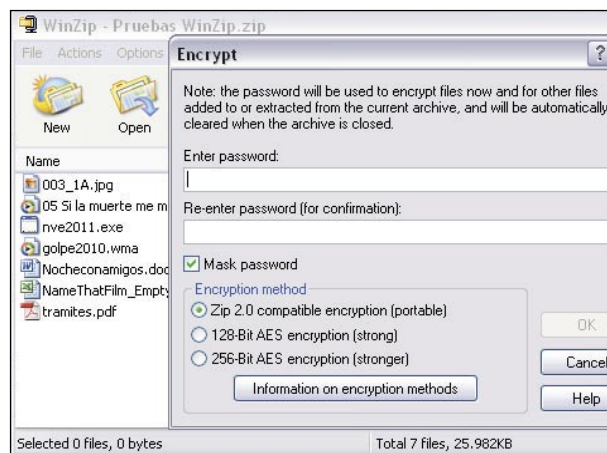 WinZip - Pruebas WinZip.zip
File Actions Options
Encrypt
?
Note: the password will be used to encrypt files now and for other files
added to or extracted from the current archive, and will be automatically
cleared when the archive is closed.
New Open
Enter password:
Name
003_1A.jpg
05 Si la muerte me m
nve2011.exe
golpe2010.wma
Nocheconamigos.doc
NameThatFilm_Empty
tramites.pdf
Re-enter password (for confirmation):
Mask password
Encryption method
Zip 2.0 compatible encryption (portable)
128-Bit AES encryption (strong)
256-Bit AES encryption (stronger)
Information on encryption methods
OK
Cancel
Help
Selected 0 files, 0 bytes
Total 7 files, 25.982KB